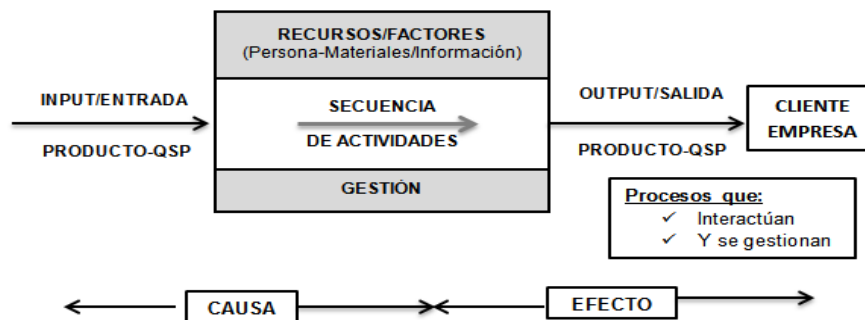 RECURSOS/FACTORES
(Persona-Materiales/Información)
INPUT/ENTRADA
PRODUCTO-QSP
SECUENCIA
DE ACTIVIDADES
GESTIÓN
OUTPUT/SALIDA
PRODUCTO-QSP
CLIENTE
EMPRESA
Procesos que:
✓ Interactúan
✓ Y se gestionan
CAUSA
EFECTO